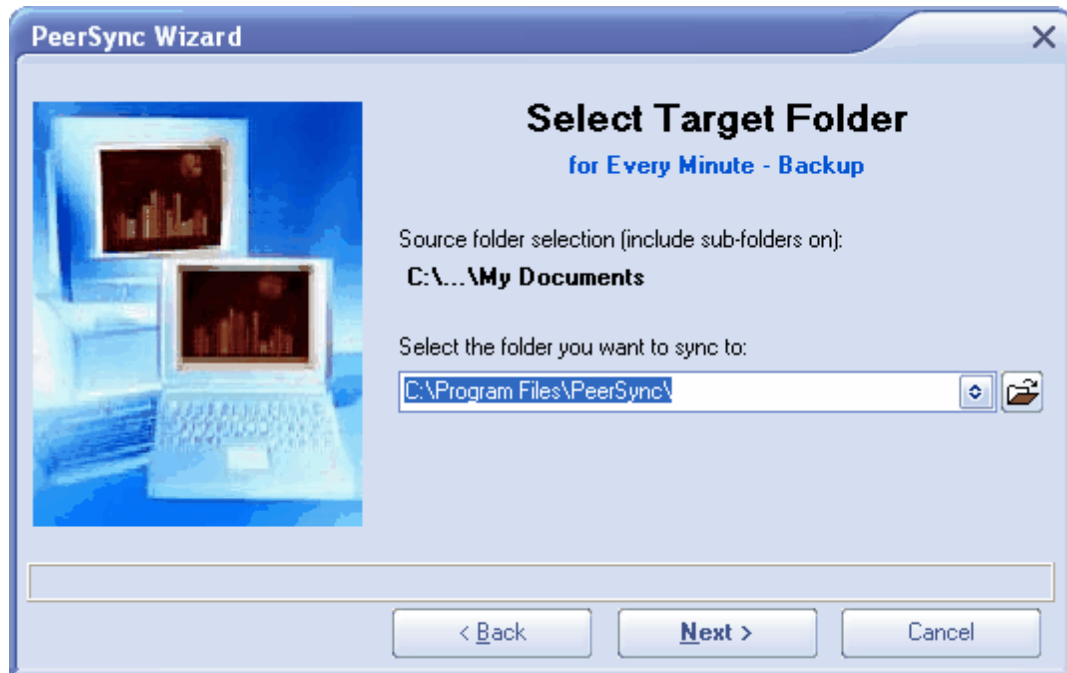 PeerSync Wizard
Select Target Folder
for Every Minute - Backup
Source folder selection (include sub-folders on):
C:\...\My Documents
Select the folder you want to sync to:
C:\Program Files\PeerSync\
< Back
Next >
Cancel